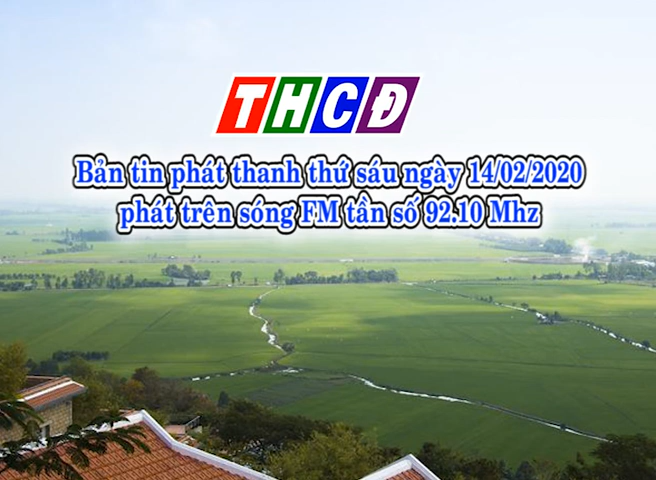 THCĐ
Bản tin phát thanh thứ sáu ngày 14/02/2020
phát trên sóng FM tần số 92.10 Mhz